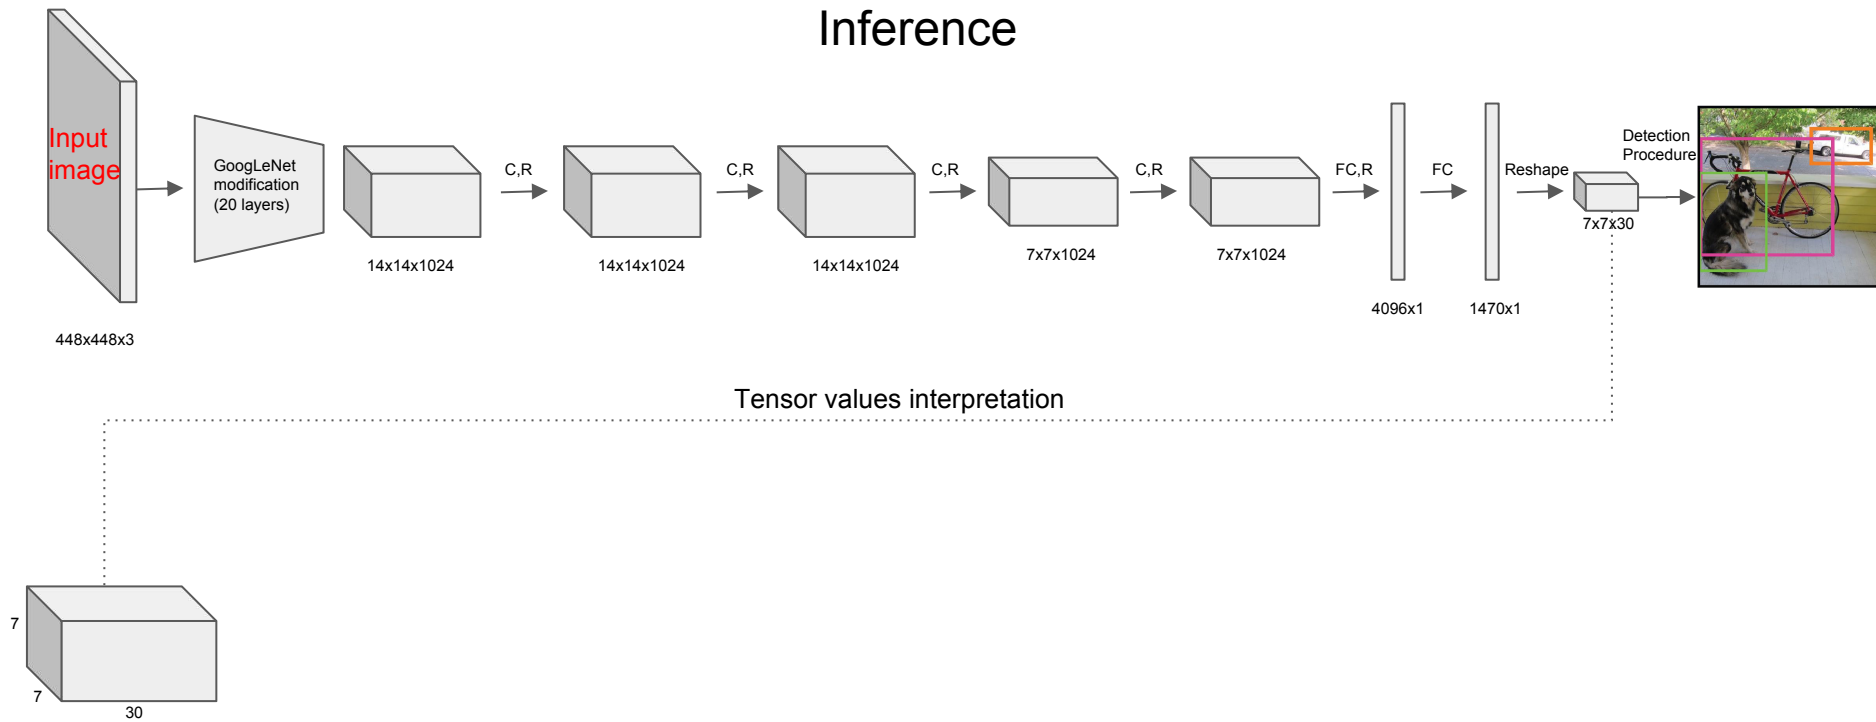 Inference
Input
image
GoogLeNet
modification
(20 layers)
C,R
C,R
C,R
C,R
FC,R
FC
Reshape
Detection
Procedure
448x448x3
14x14x1024
14x14x1024
14x14x1024
7x7x1024
7x7x1024
4096x1
1470x1
7x7x30
Tensor values interpretation
7
7
30